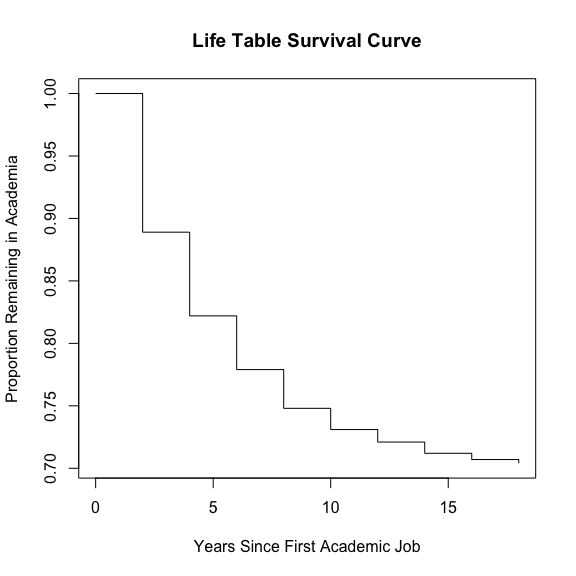 Life Table Survival Curve
Proportion Remaining in Academia
1.00
0.95
0.90
0.85
0.80
0.75
0.70
0 5 10 15
Years Since First Academic Job